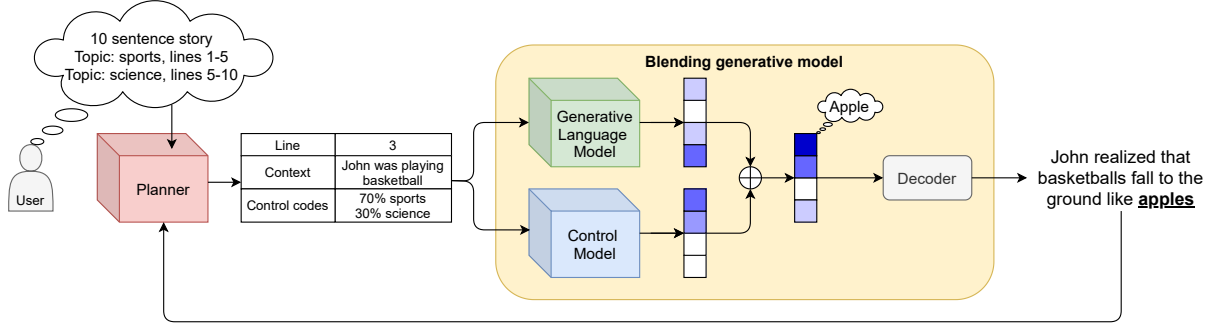 10 sentence story
Topic: sports, lines 1-5
Topic: science, lines 5-10
User
Planner
Line 3
Context John was playing
basketball
Control codes 70% sports
30% science
Blending generative model
Generative
Language
Model
Control
Model
Apple
Decoder
John realized that
basketballs fall to the
ground like apples